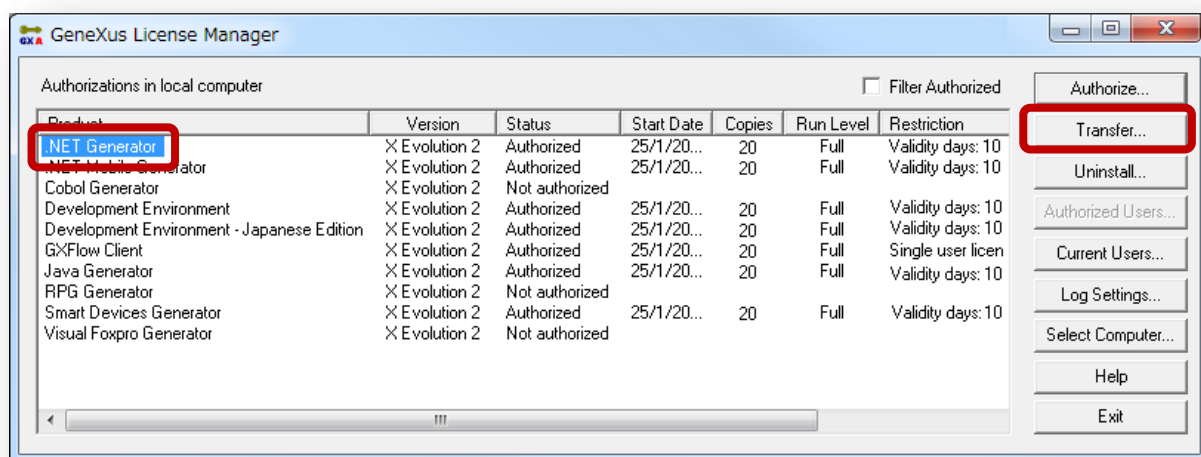 GXA GeneXus License Manager
Authorizations in local computer Filter Authorized
Product Version Status Start Date Copies Run Level Restriction
.NET Generator X Evolution 2 Authorized 25/1/20... 20 Full Validity days: 10
.NET Mobile Generator X Evolution 2 Authorized 25/1/20... 20 Full Validity days: 10
Cobol Generator X Evolution 2 Not authorized
Development Environment X Evolution 2 Authorized 25/1/20... 20 Full Validity days: 10
Development Environment - Japanese Edition X Evolution 2 Authorized 25/1/20... 20 Full Validity days: 10
GXFlow Client X Evolution 2 Authorized 25/1/20... 20 Full Single user licen
Java Generator X Evolution 2 Authorized 25/1/20... 20 Full Validity days: 10
RPG Generator X Evolution 2 Not authorized
Smart Devices Generator X Evolution 2 Authorized 25/1/20... 20 Full Validity days: 10
Visual Foxpro Generator X Evolution 2 Not authorized
Authorize...
Transfer...
Uninstall...
Authorized Users...
Current Users...
Log Settings...
Select Computer...
Help
Exit